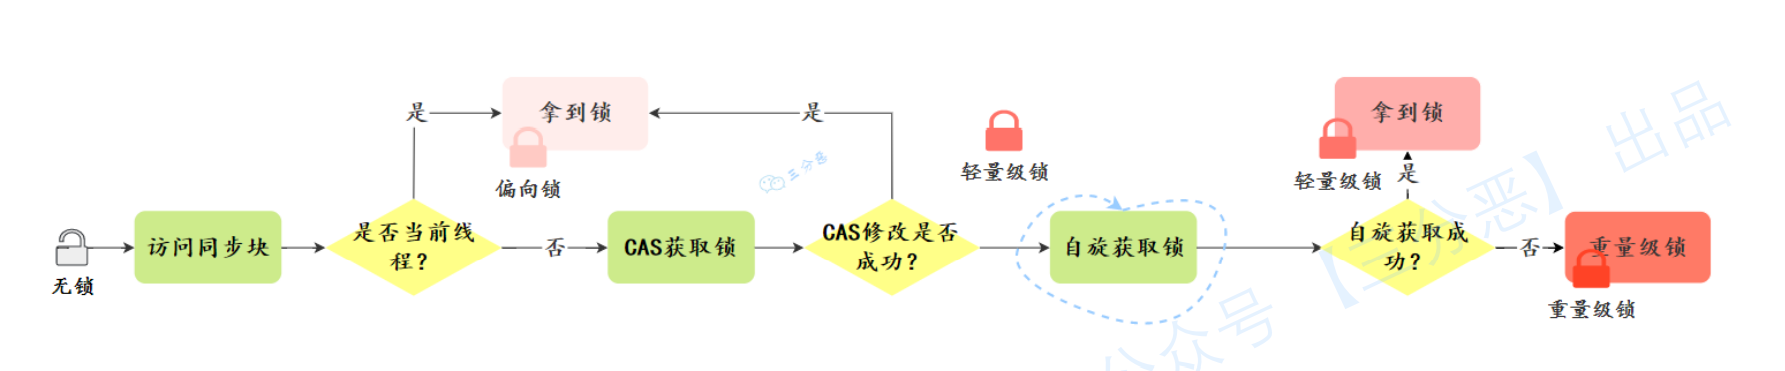 无锁
访问同步块
是否当前线
程？
是
拿到锁
偏向锁
否
CAS获取锁
CAS修改是否
成功？
是
三分恶
轻量级锁
自旋获取锁
自旋获取成
功？
是
拿到锁
轻量级锁
否
重量级锁
重量级锁
公众号【三分恶】出品